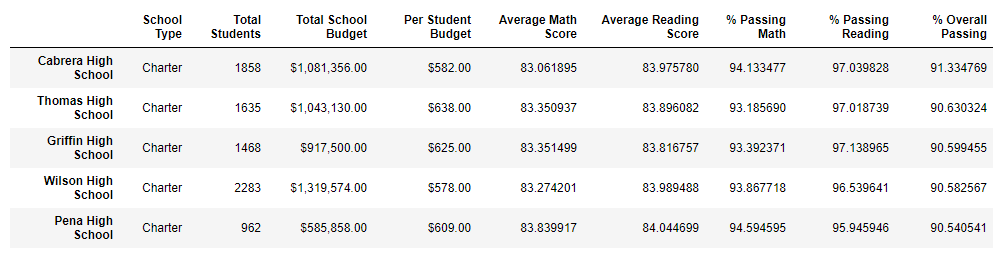 School Type Total Students Total School Budget Per Student Budget Average Math Score Average Reading Score % Passing Math % Passing Reading % Overall Passing
Cabrera High School Charter 1858 $1,081,356.00 $582.00 83.061895 83.975780 94.133477 97.039828 91.334769
Thomas High School Charter 1635 $1,043,130.00 $638.00 83.350937 83.896082 93.185690 97.018739 90.630324
Griffin High School Charter 1468 $917,500.00 $625.00 83.351499 83.816757 93.392371 97.138965 90.599455
Wilson High School Charter 2283 $1,319,574.00 $578.00 83.274201 83.989488 93.867718 96.539641 90.582567
Pena High School Charter 962 $585,858.00 $609.00 83.839917 84.044699 94.594595 95.945946 90.540541